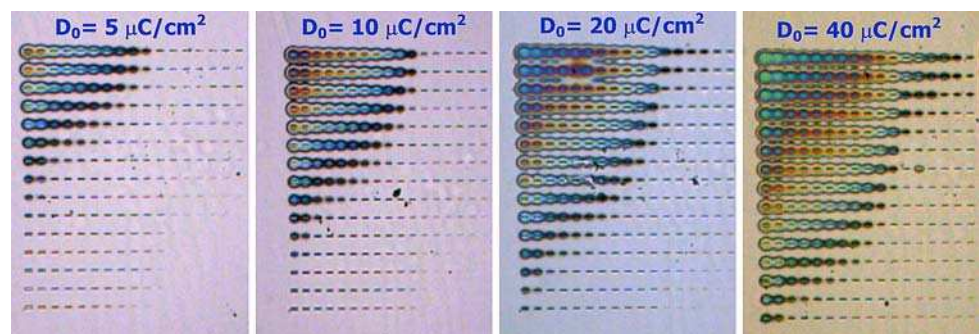 D₀= 5 μC/cm²
D₀= 10 μC/cm²
D₀= 20 μC/cm²
D₀= 40 μC/cm²